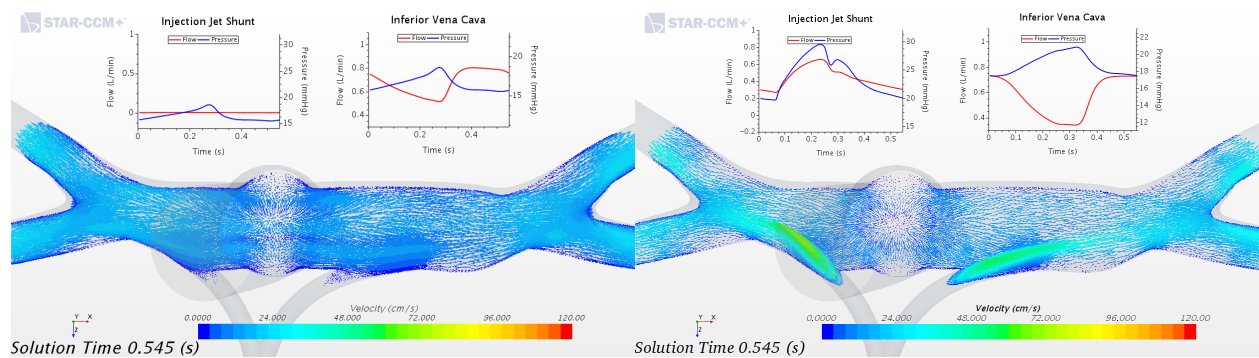 STAR-CCM+
Injection Jet Shunt
Flow Pressure
1
0.5
0
Flow (L/min)
30
25
20
15
Pressure (mmHg)
0 0.2 0.4
Time (s)
Inferior Vena Cava
Flow Pressure
1
0.8
0.6
0.4
Flow (L/min)
20
15
Pressure (mmHg)
0 0.2 0.4
Time (s)
Velocity (cm/s)
0.0000 24.000 48.000 72.000 96.000 120.00
Y X
Z
Solution Time 0.545 (s)
STAR-CCM+
Injection Jet Shunt
Flow Pressure
1
0.8
0.6
0.4
0.2
0
−0.2
Flow (L/min)
30
25
20
15
Pressure (mmHg)
0 0.1 0.2 0.3 0.4 0.5
Time (s)
Inferior Vena Cava
Flow Pressure
1
0.8
0.6
0.4
Flow (L/min)
22
20
18
16
14
12
Pressure (mmHg)
0 0.1 0.2 0.3 0.4 0.5
Time (s)
Velocity (cm/s)
0.0000 24.000 48.000 72.000 96.000 120.00
Y X
Z
Solution Time 0.545 (s)